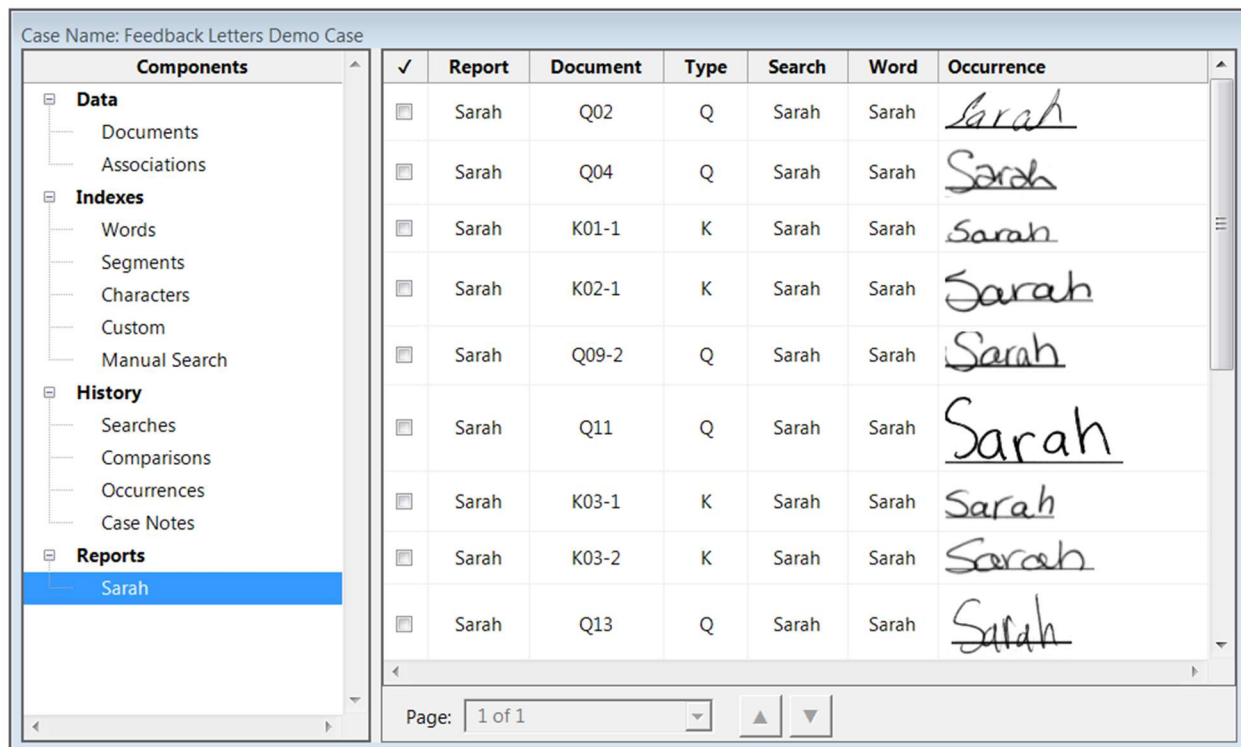 Case Name: Feedback Letters Demo Case
Components
Data
Documents
Associations
Indexes
Words
Segments
Characters
Custom
Manual Search
History
Searches
Comparisons
Occurrences
Case Notes
Reports
Sarah
✓ Report Document Type Search Word Occurrence
Sarah Q02 Q Sarah Sarah Sarah
Sarah Q04 Q Sarah Sarah Sarah
Sarah K01-1 K Sarah Sarah Sarah
Sarah K02-1 K Sarah Sarah Sarah
Sarah Q09-2 Q Sarah Sarah Sarah
Sarah Q11 Q Sarah Sarah Sarah
Sarah K03-1 K Sarah Sarah Sarah
Sarah K03-2 K Sarah Sarah Sarah
Sarah Q13 Q Sarah Sarah Sarah
Page: 1 of 1